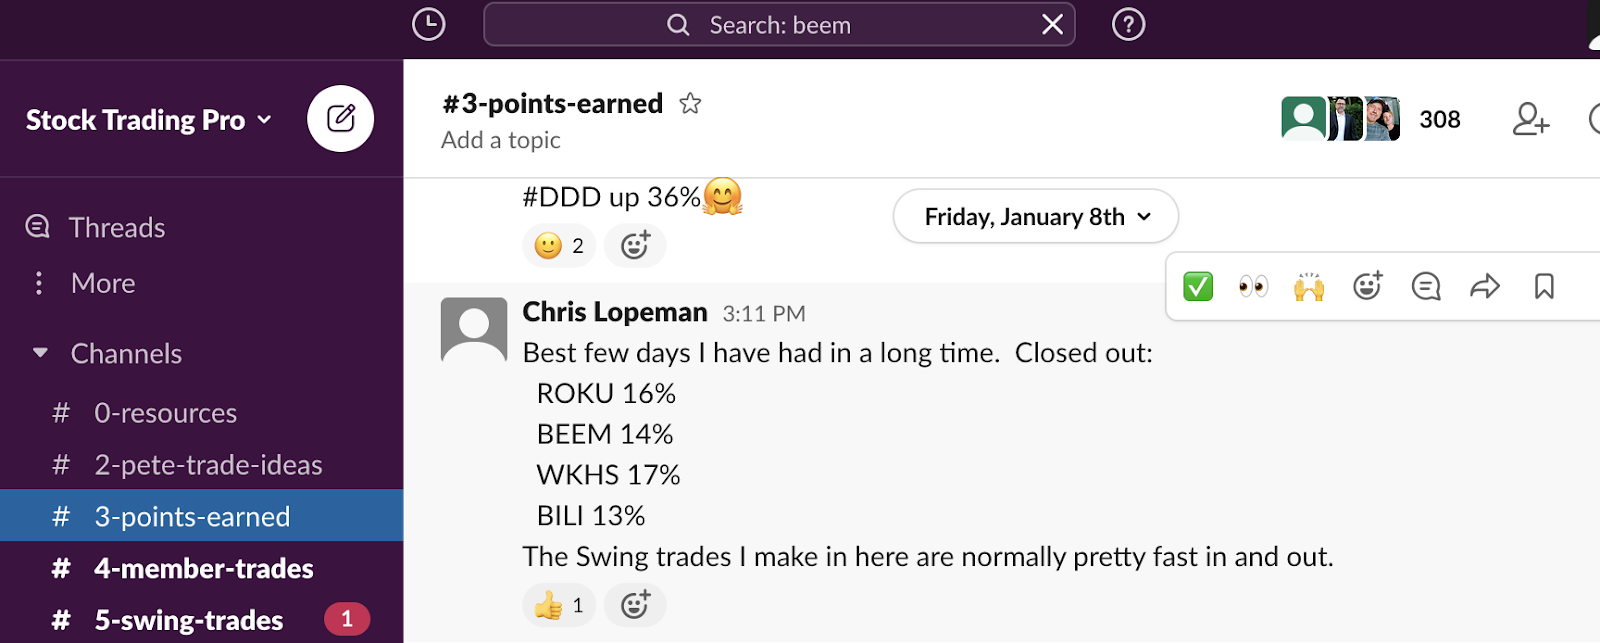 Search: beem
Stock Trading Pro
Threads
More
Channels
# 0-resources
# 2-pete-trade-ideas
# 3-points-earned
# 4-member-trades
# 5-swing-trades 1
#3-points-earned
Add a topic
308
#DDD up 36%🤗
🙂 2
Friday, January 8th
Chris Lopeman 3:11 PM
Best few days I have had in a long time.  Closed out:
ROKU 16%
BEEM 14%
WKHS 17%
BILI 13%
The Swing trades I make in here are normally pretty fast in and out.
👍 1